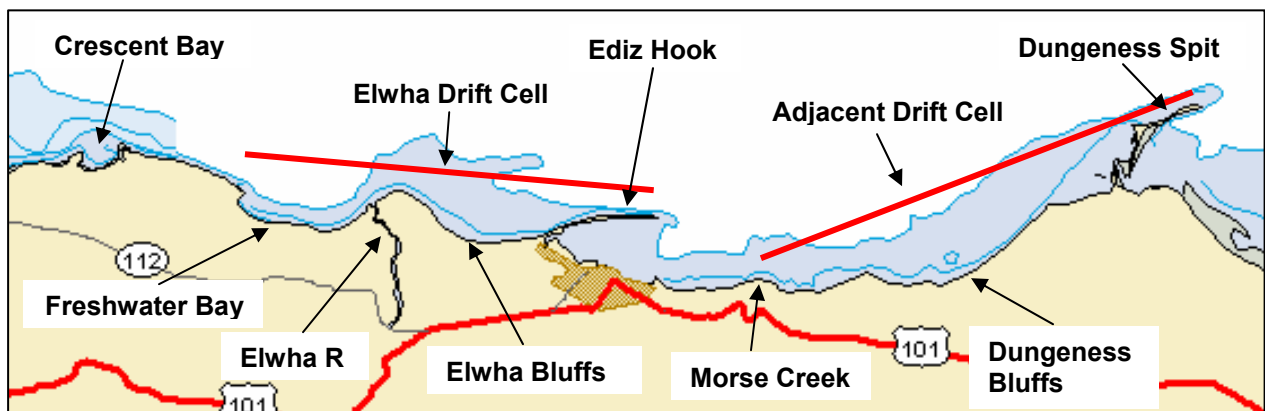 Crescent Bay
Ediz Hook
Dungeness Spit
Elwha Drift Cell
Adjacent Drift Cell
112
Freshwater Bay
Elwha R
Elwha Bluffs
Morse Creek
101
Dungeness
Bluffs
101